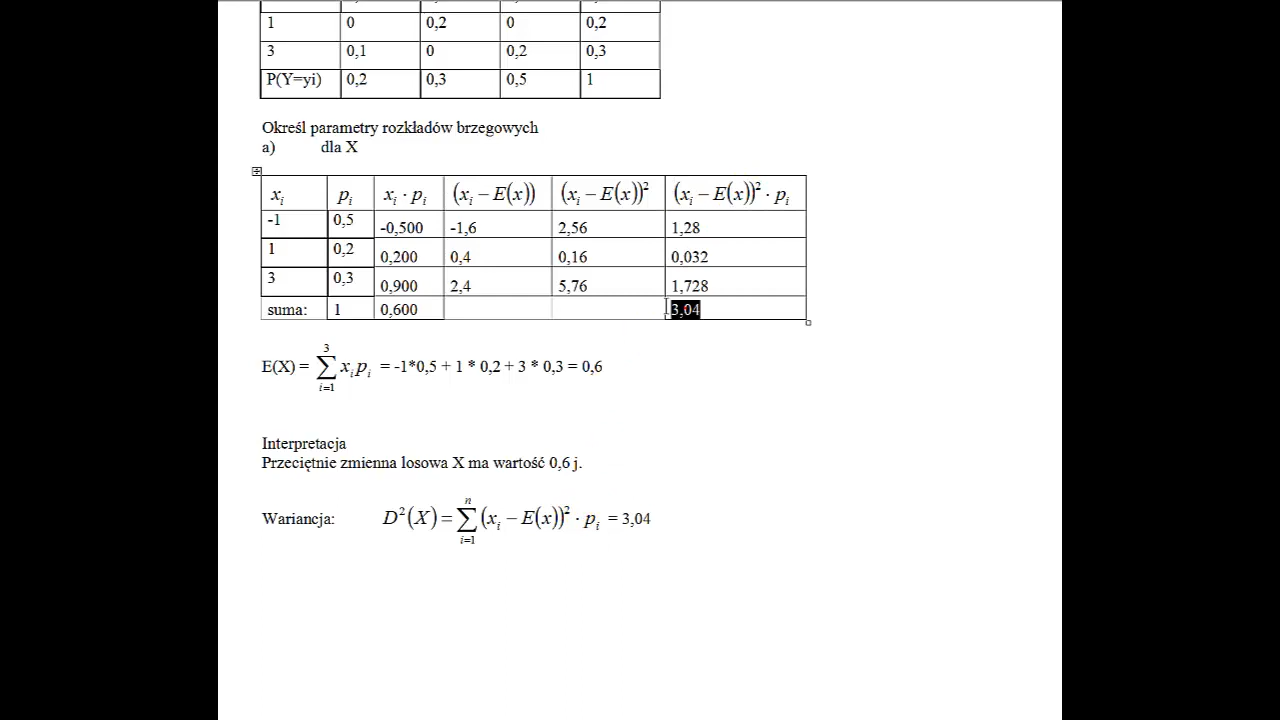 1 0 0,2 0 0,2
3 0,1 0 0,2 0,3
P(Y=yi) 0,2 0,3 0,5 1
Określ parametry rozkładów brzegowych
a) dla X
xᵢ pᵢ xᵢ · pᵢ (xᵢ − E(x)) (xᵢ − E(x))² (xᵢ − E(x))² · pᵢ
-1 0,5 -0,500 -1,6 2,56 1,28
1 0,2 0,200 0,4 0,16 0,032
3 0,3 0,900 2,4 5,76 1,728
suma: 1 0,600 3,04
E(X) = ∑ᵢ₌₁³ xᵢpᵢ = -1*0,5 + 1 * 0,2 + 3 * 0,3 = 0,6
Interpretacja
Przeciętnie zmienna losowa X ma wartość 0,6 j.
Wariancja: D²(X) = ∑ᵢ₌₁ⁿ (xᵢ − E(x))² · pᵢ = 3,04